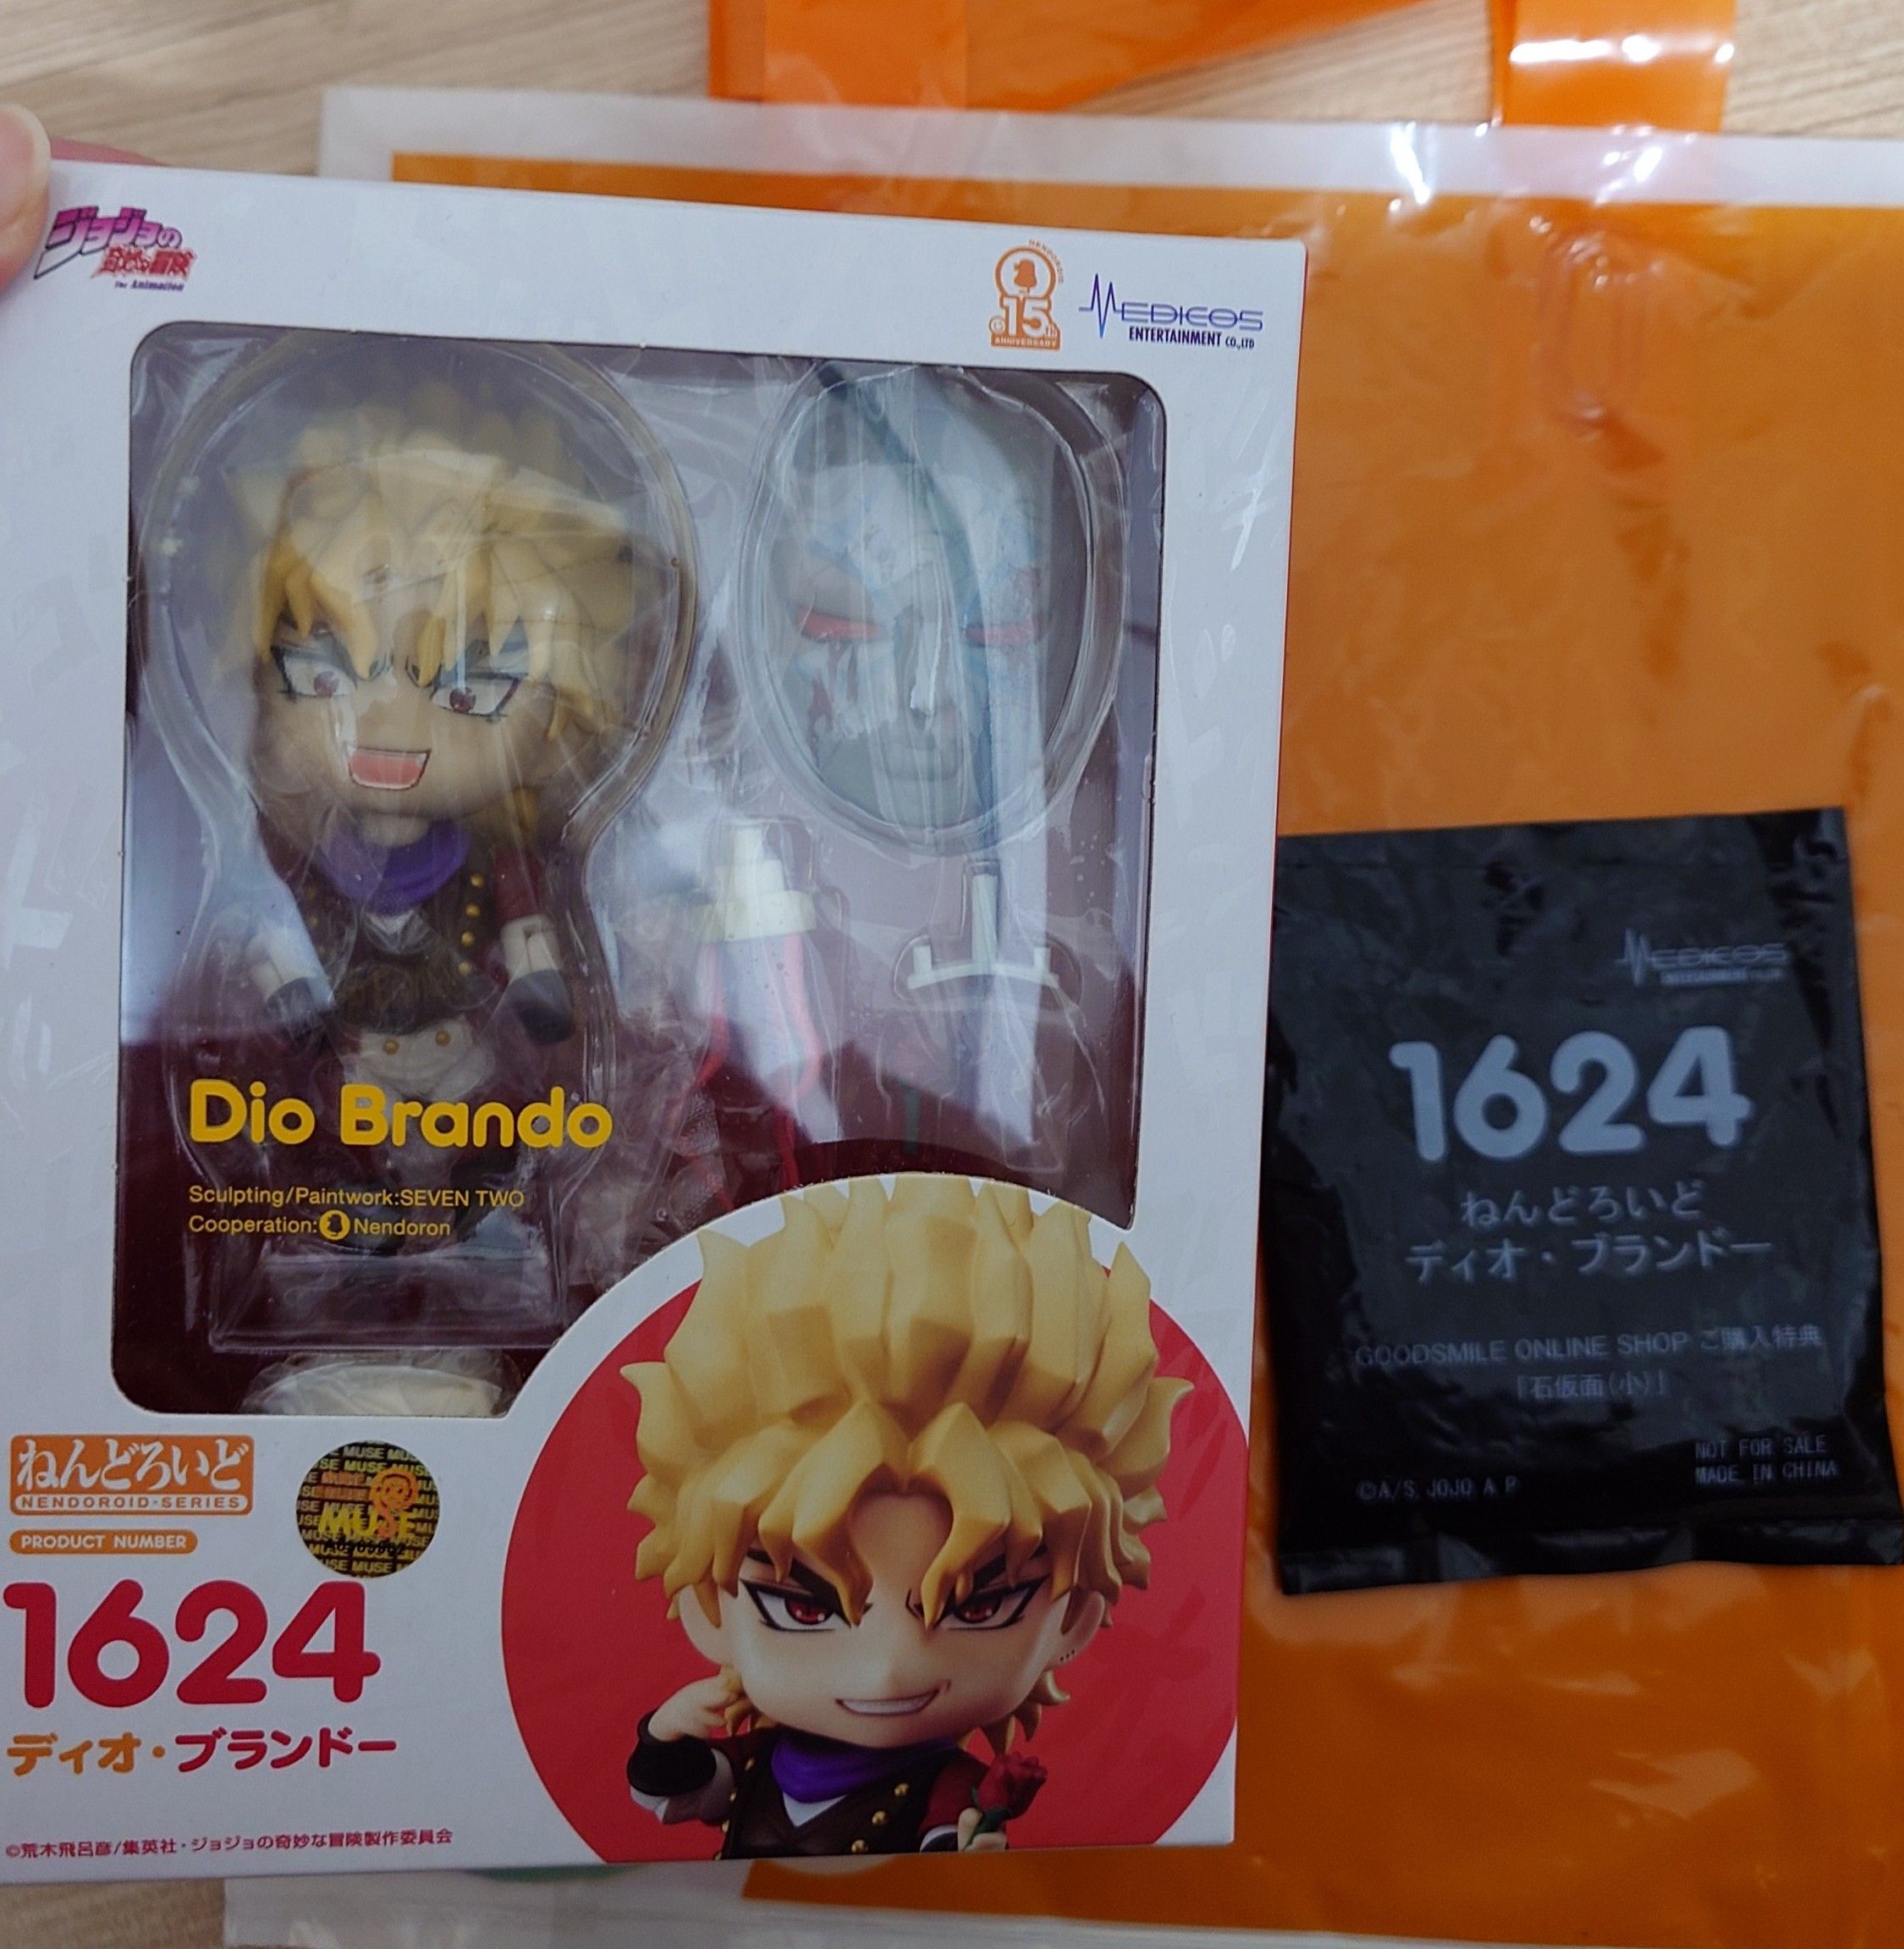 ジョジョの
奇妙な冒険
The Animation
NENDOROID
15th
ANNIVERSARY
MEDICOS
ENTERTAINMENT CO.,LTD
Dio Brando
Sculpting/Paintwork:SEVEN TWO
Cooperation: Nendoron
ねんどろいど
NENDOROID·SERIES
PRODUCT NUMBER
MUSE
1624
ディオ・ブランドー
©荒木飛呂彦/集英社・ジョジョの奇妙な冒険製作委員会
MEDICOS
1624
ねんどろいど
ディオ・ブランドー
GOODSMILE ONLINE SHOP ご購入特典
「石仮面(小)」
NOT FOR SALE
MADE IN CHINA
©A/S, JOJO A P